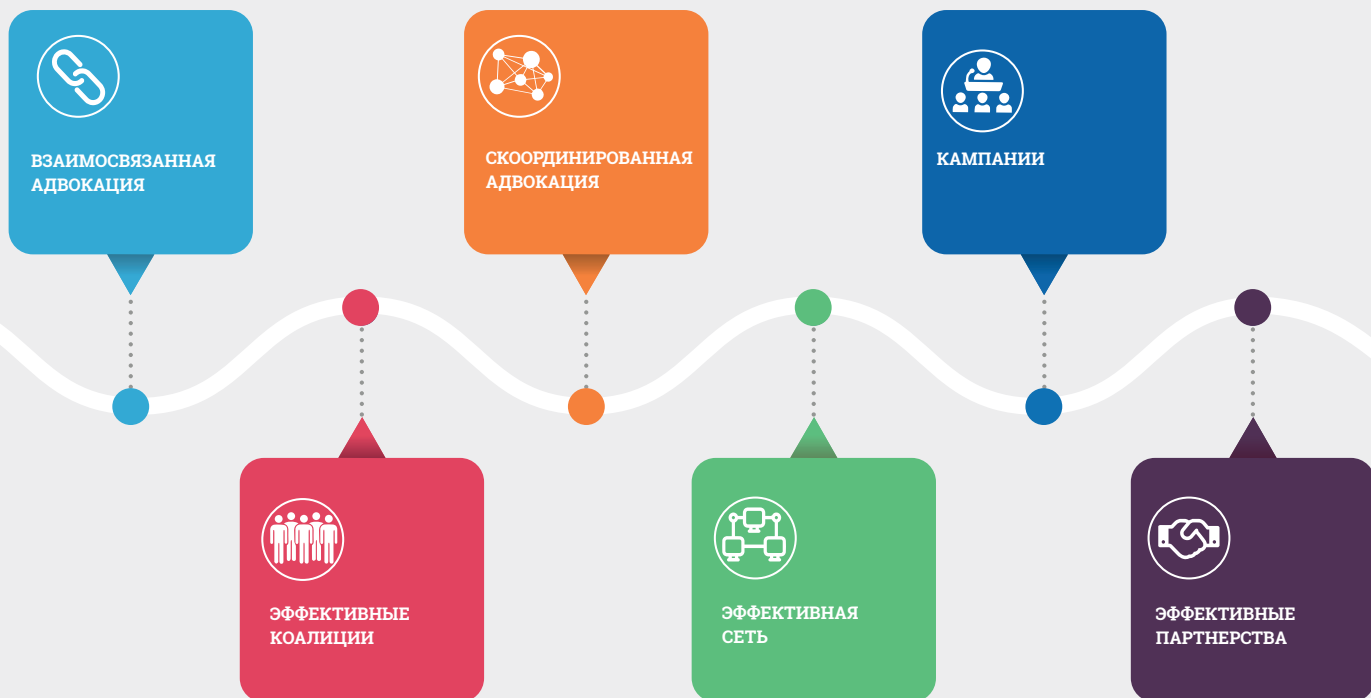 ВЗАИМОСВЯЗАННАЯ
АДВОКАЦИЯ
СКООРДИНИРОВАННАЯ
АДВОКАЦИЯ
КАМПАНИИ
ЭФФЕКТИВНЫЕ
КОАЛИЦИИ
ЭФФЕКТИВНАЯ
СЕТЬ
ЭФФЕКТИВНЫЕ
ПАРТНЕРСТВА